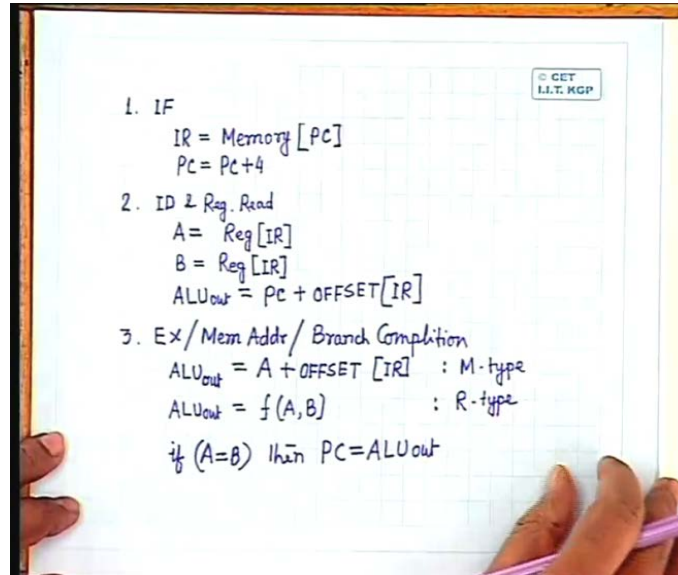 © CET
I.I.T. KGP
1. IF
IR = Memory [PC]
PC = PC+4
2. ID & Reg. Read
A = Reg [IR]
B = Reg [IR]
ALUout = PC + OFFSET[IR]
3. Ex/Mem Addr/Branch Complition
ALUout = A + OFFSET [IR] : M-type
ALUout = f(A,B] : R-type
if (A=B) then PC=ALUout